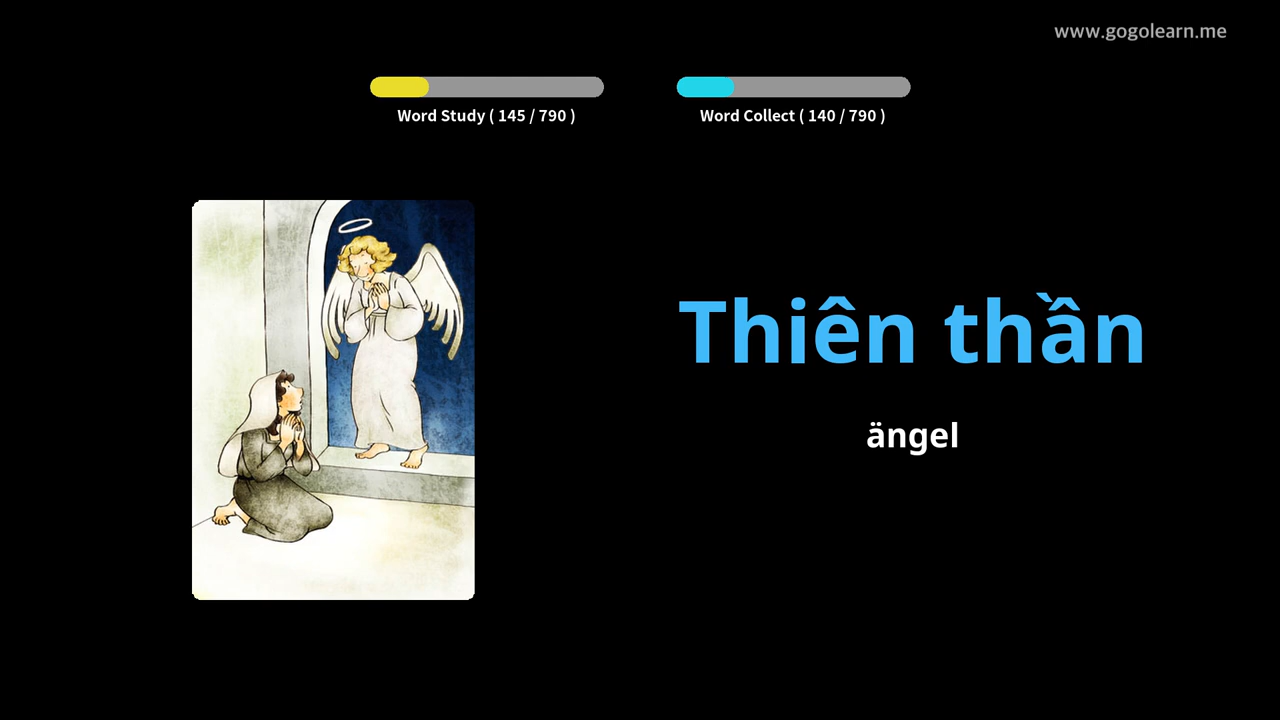 www.gogolearn.me
Word Study ( 145 / 790 )
Word Collect ( 140 / 790 )
Thiên thần
ängel